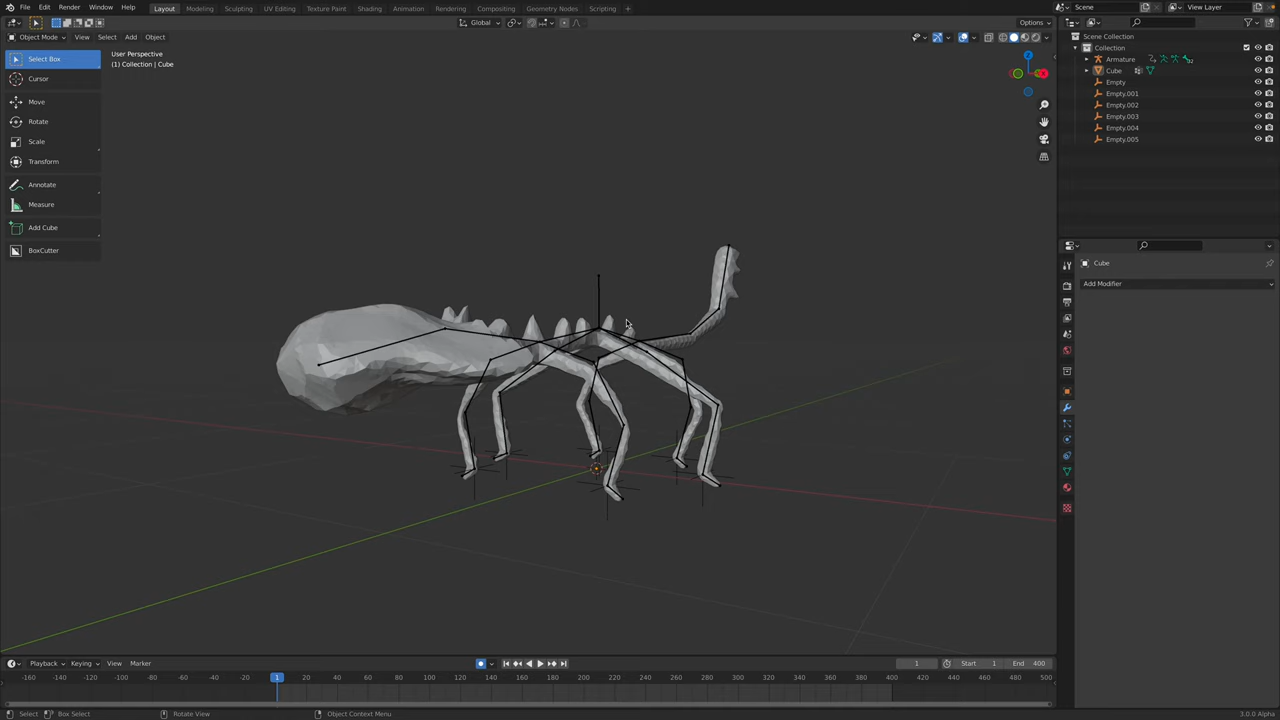 File Edit Render Window Help Layout Modeling Sculpting UV Editing Texture Paint Shading Animation Rendering Compositing Geometry Nodes Scripting + Scene View Layer
Global Options
Object Mode View Select Add Object
Select Box
Cursor
Move
Rotate
Scale
Transform
Annotate
Measure
Add Cube
BoxCutter
User Perspective
(1) Collection | Cube
Z
Scene Collection
Collection
Armature
Cube
Empty
Empty.001
Empty.002
Empty.003
Empty.004
Empty.005
Cube
Add Modifier
Playback Keying View Marker 1 Start 1 End 400
-160 -140 -120 -100 -80 -60 -40 -20 1 20 40 60 80 100 120 140 160 180 200 220 240 260 280 300 320 340 360 380 400 420 440 460 480 500
Select Box Select Rotate View Object Context Menu 3.0.0 Alpha